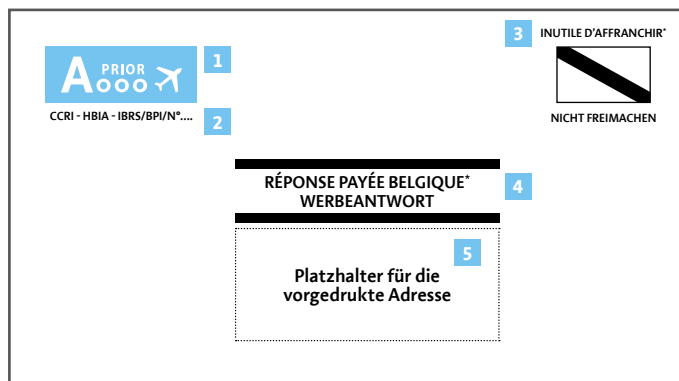 A PRIOR
1
CCRI - HBIA - IBRS/BPI/N°....
2
3
INUTILE D'AFFRANCHIR*
NICHT FREIMACHEN
RÉPONSE PAYÉE BELGIQUE*
WERBEANTWORT
4
5
Platzhalter für die
vorgedrukte Adresse